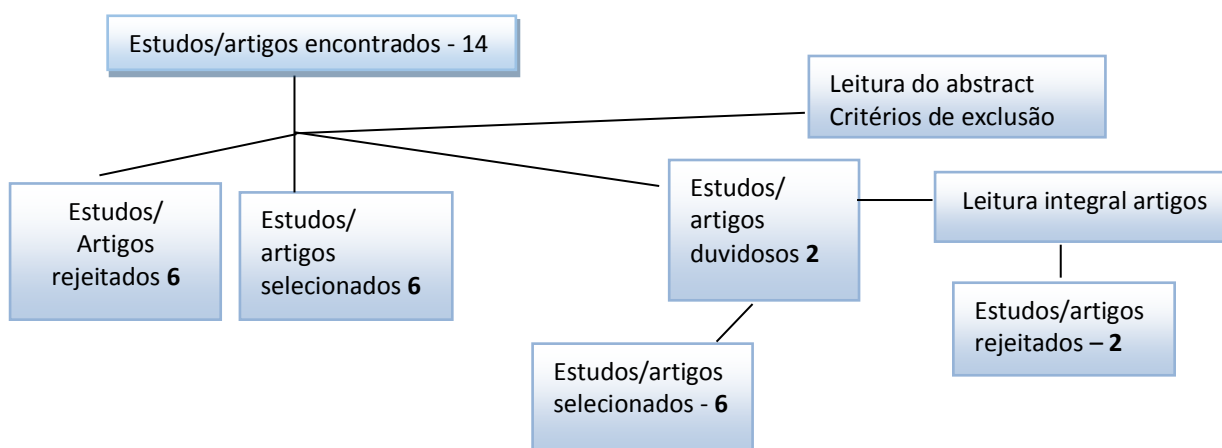 Estudos/artigos encontrados - 14
Leitura do abstract
Critérios de exclusão
Estudos/
Artigos
rejeitados 6
Estudos/
artigos
selecionados 6
Estudos/
artigos
duvidosos 2
Leitura integral artigos
Estudos/artigos
rejeitados – 2
Estudos/artigos
selecionados - 6